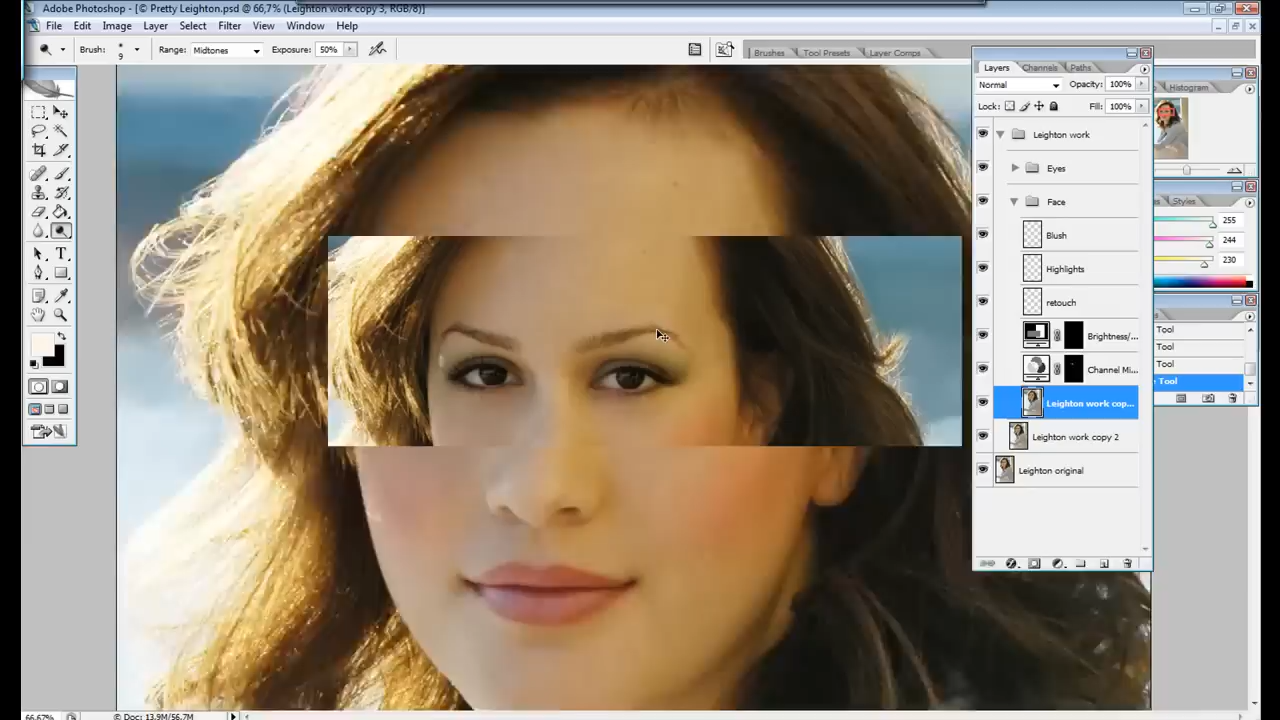 Adobe Photoshop - [© Pretty Leighton.psd @ 66,7% (Leighton work copy 3, RGB/8)]
File Edit Image Layer Select Filter View Window Help
Brush: 9 Range: Midtones Exposure: 50% Brushes Tool Presets Layer Comps
Layers Channels Paths
Histogram
Normal Opacity: 100%
Lock: Fill: 100%
Leighton work
Eyes
Face
Styles
255
Blush
244
230
Highlights
retouch
Tool
Brightness/...
Tool
Channel Mi...
Tool
Tool
Leighton work cop...
Leighton work copy 2
Leighton original
66.67% © Doc: 13.9M/56.7M